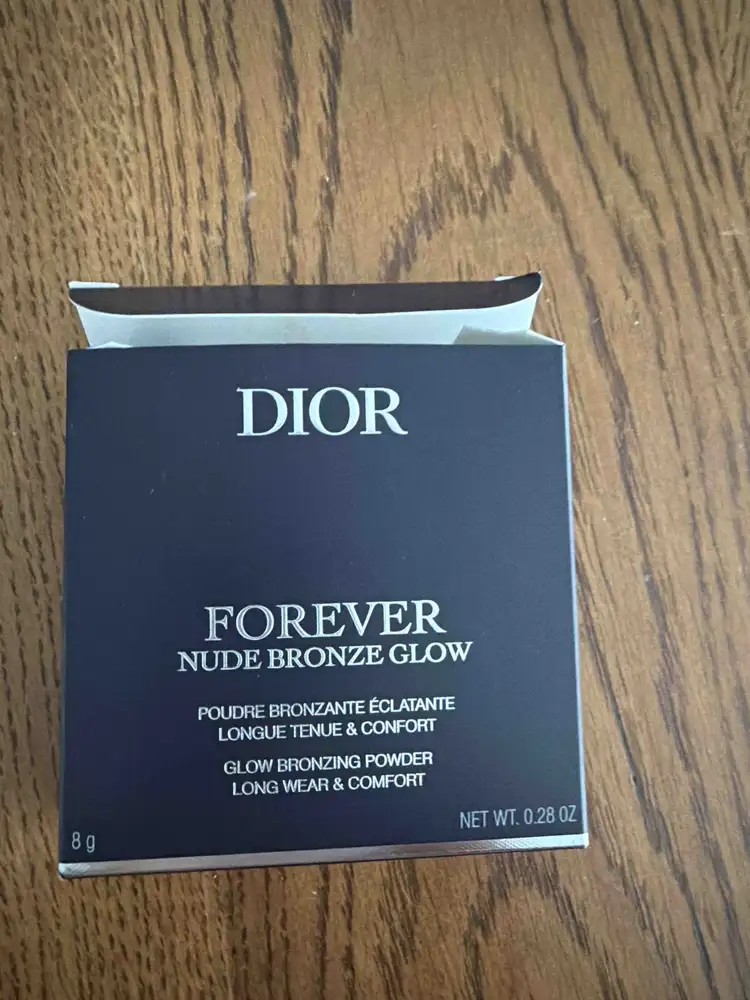 DIOR
FOREVER
NUDE BRONZE GLOW
POUDRE BRONZANTE ÉCLATANTE
LONGUE TENUE & CONFORT
GLOW BRONZING POWDER
LONG WEAR & COMFORT
8 g
NET WT. 0.28 OZ